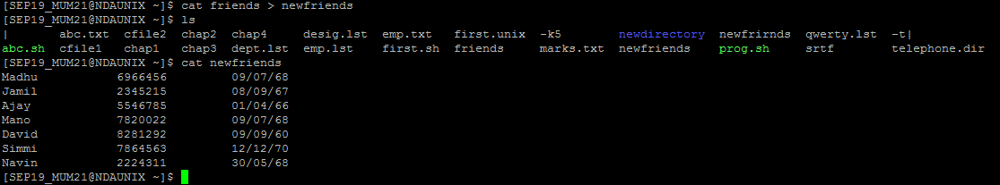 [SEP19_MUM21@NDAUNIX ~]$ cat friends > newfriends
[SEP19_MUM21@NDAUNIX ~]$ ls
|       abc.txt  cfile2  chap2  chap4     desig.lst  emp.txt   first.unix  -k5        newdirectory  newfrirnds  qwerty.lst  -t|
abc.sh  cfile1   chap1   chap3  dept.lst  emp.lst    first.sh  friends     marks.txt  newfriends    prog.sh     srtf        telephone.dir
[SEP19_MUM21@NDAUNIX ~]$ cat newfriends
Madhu           6966456         09/07/68
Jamil           2345215         08/09/67
Ajay            5546785         01/04/66
Mano            7820022         09/07/68
David           8281292         09/09/60
Simmi           7864563         12/12/70
Navin           2224311         30/05/68
[SEP19_MUM21@NDAUNIX ~]$